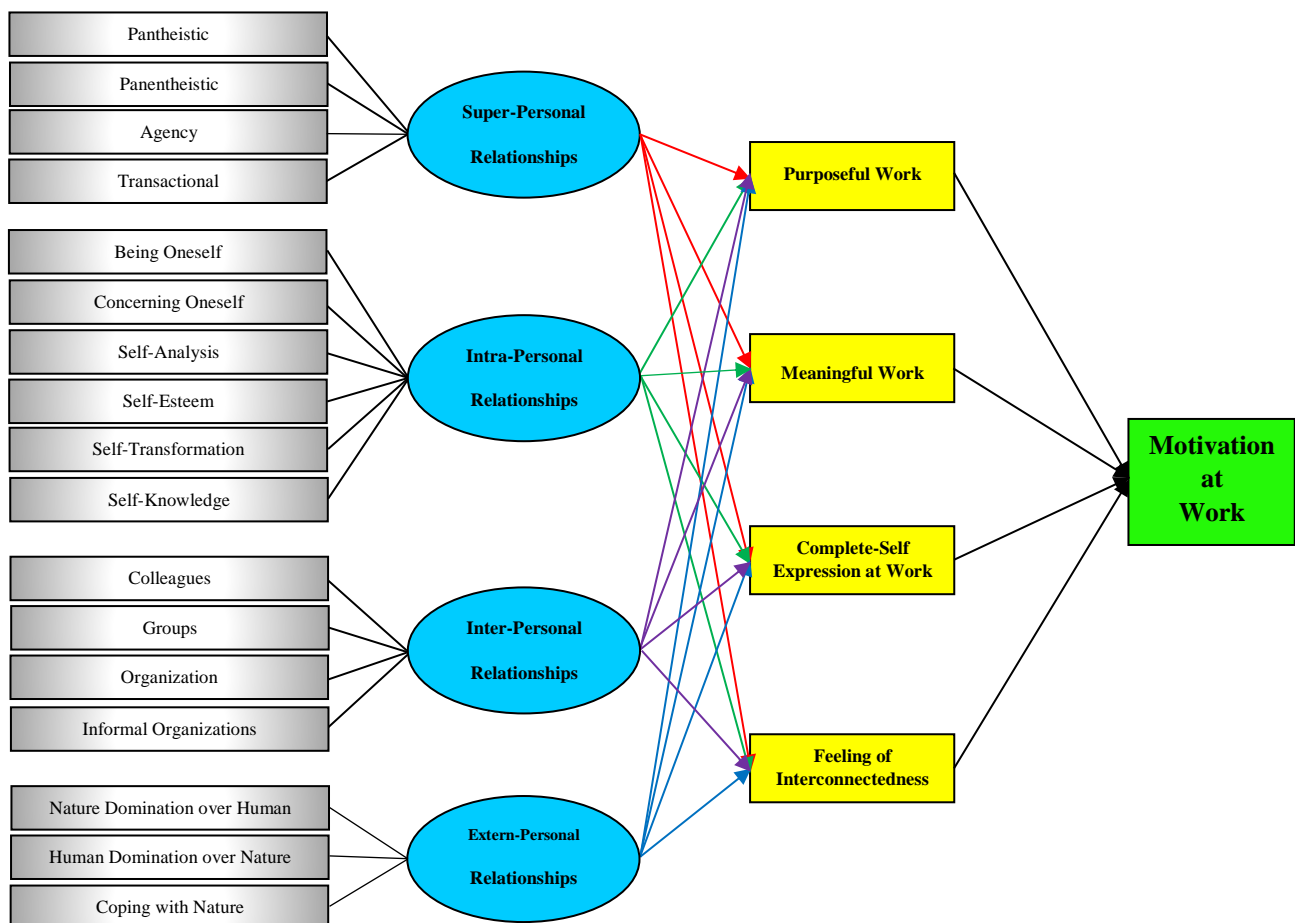 Pantheistic
Panentheistic
Agency
Transactional
Being Oneself
Concerning Oneself
Self-Analysis
Self-Esteem
Self-Transformation
Self-Knowledge
Colleagues
Groups
Organization
Informal Organizations
Nature Domination over Human
Human Domination over Nature
Coping with Nature
Super-Personal
Relationships
Intra-Personal
Relationships
Inter-Personal
Relationships
Extern-Personal
Relationships
Purposeful Work
Meaningful Work
Complete-Self
Expression at Work
Feeling of
Interconnectedness
Motivation
at
Work